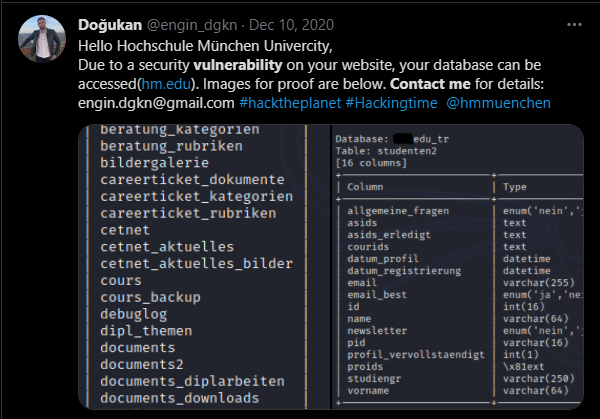 Doğukan @engin_dgkn · Dec 10, 2020 ···
Hello Hochschule München Univercity,
Due to a security vulnerability on your website, your database can be
accessed(hm.edu). Images for proof are below. Contact me for details:
engin.dgkn@gmail.com #hacktheplanet #Hackingtime @hmmuenchen
| beratung_kategorien |
| beratung_rubriken |
| bildergalerie |
| careerticket_dokumente |
| careerticket_kategorien |
| careerticket_rubriken |
| cetnet |
| cetnet_aktuelles |
| cetnet_aktuelles_bilder |
| cours |
| cours_backup |
| debuglog |
| dipl_themen |
| documents |
| documents2 |
| documents_diplarbeiten |
| documents_downloads |
Database: edu_tr
Table: studenten2
[16 columns]
| Column | Type
| allgemeine_fragen | enum('nein','j
| asids | text
| asids_erledigt | text
| courids | text
| datum_profil | datetime
| datum_registrierung | datetime
| email | varchar(255)
| email_best | enum('ja','nei
| id | int(16)
| name | varchar(64)
| newsletter | enum('nein','j
| pid | varchar(16)
| profil_vervollstaendigt | int(1)
| proids | \x81ext
| studiengr | varchar(250)
| vorname | varchar(64)